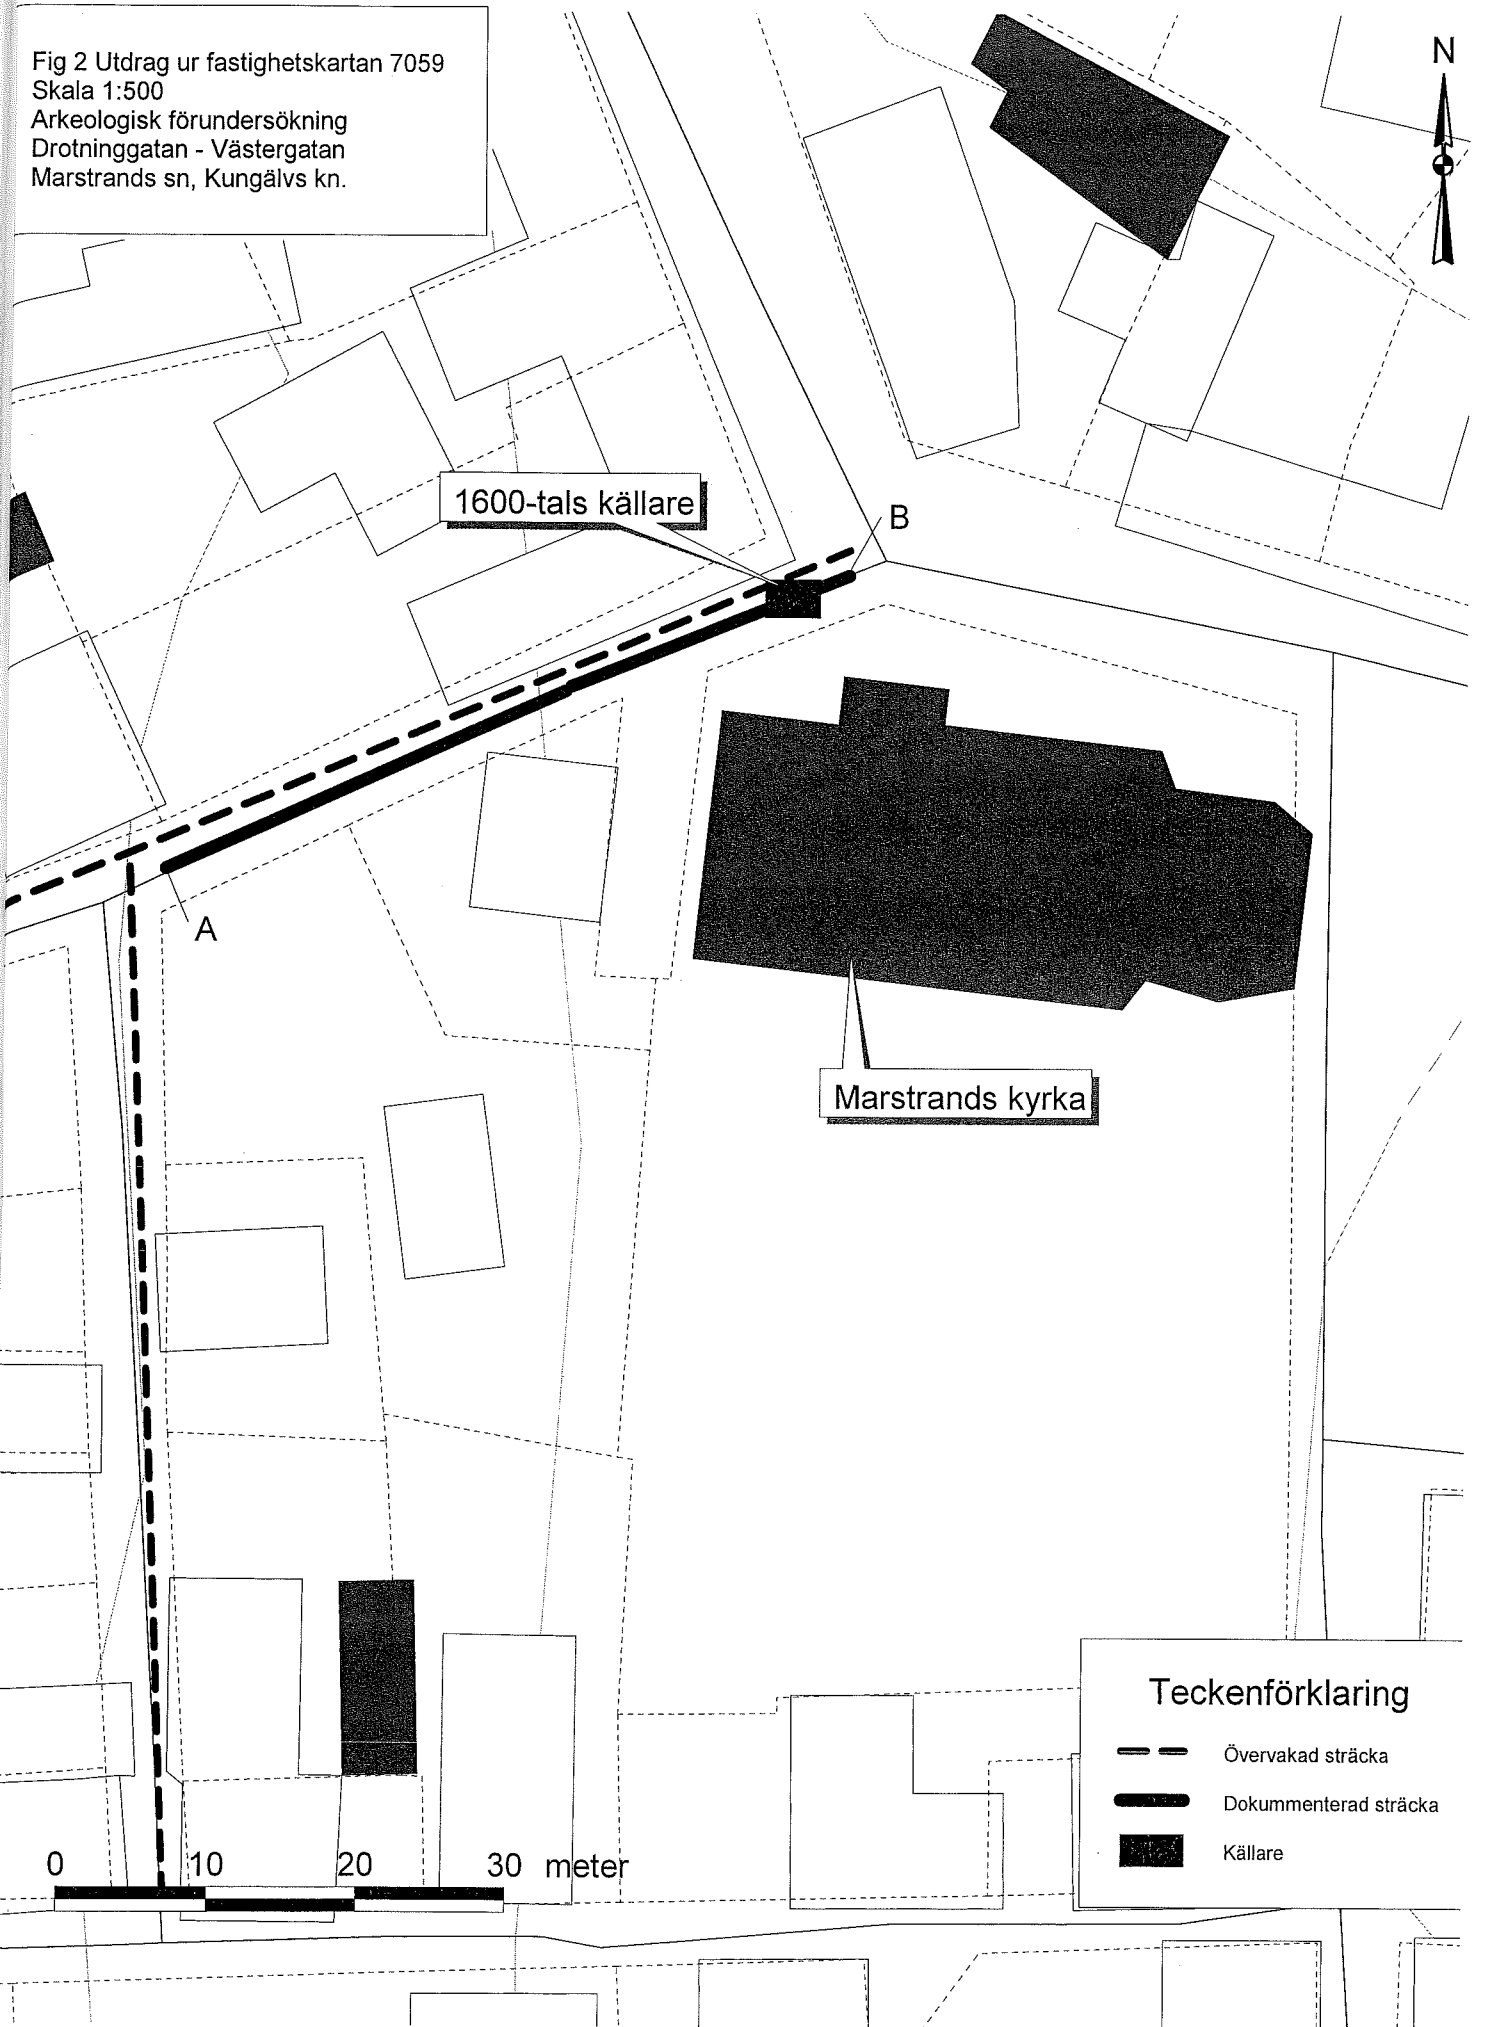 Fig 2 Utdrag ur fastighetskartan 7059
Skala 1:500
Arkeologisk förundersökning
Drotninggatan - Västergatan
Marstrands sn, Kungälvs kn.
N
1600-tals källare
B
A
Marstrands kyrka
Teckenförklaring
Övervakad sträcka
Dokummenterad sträcka
Källare
0 10 20 30 meter